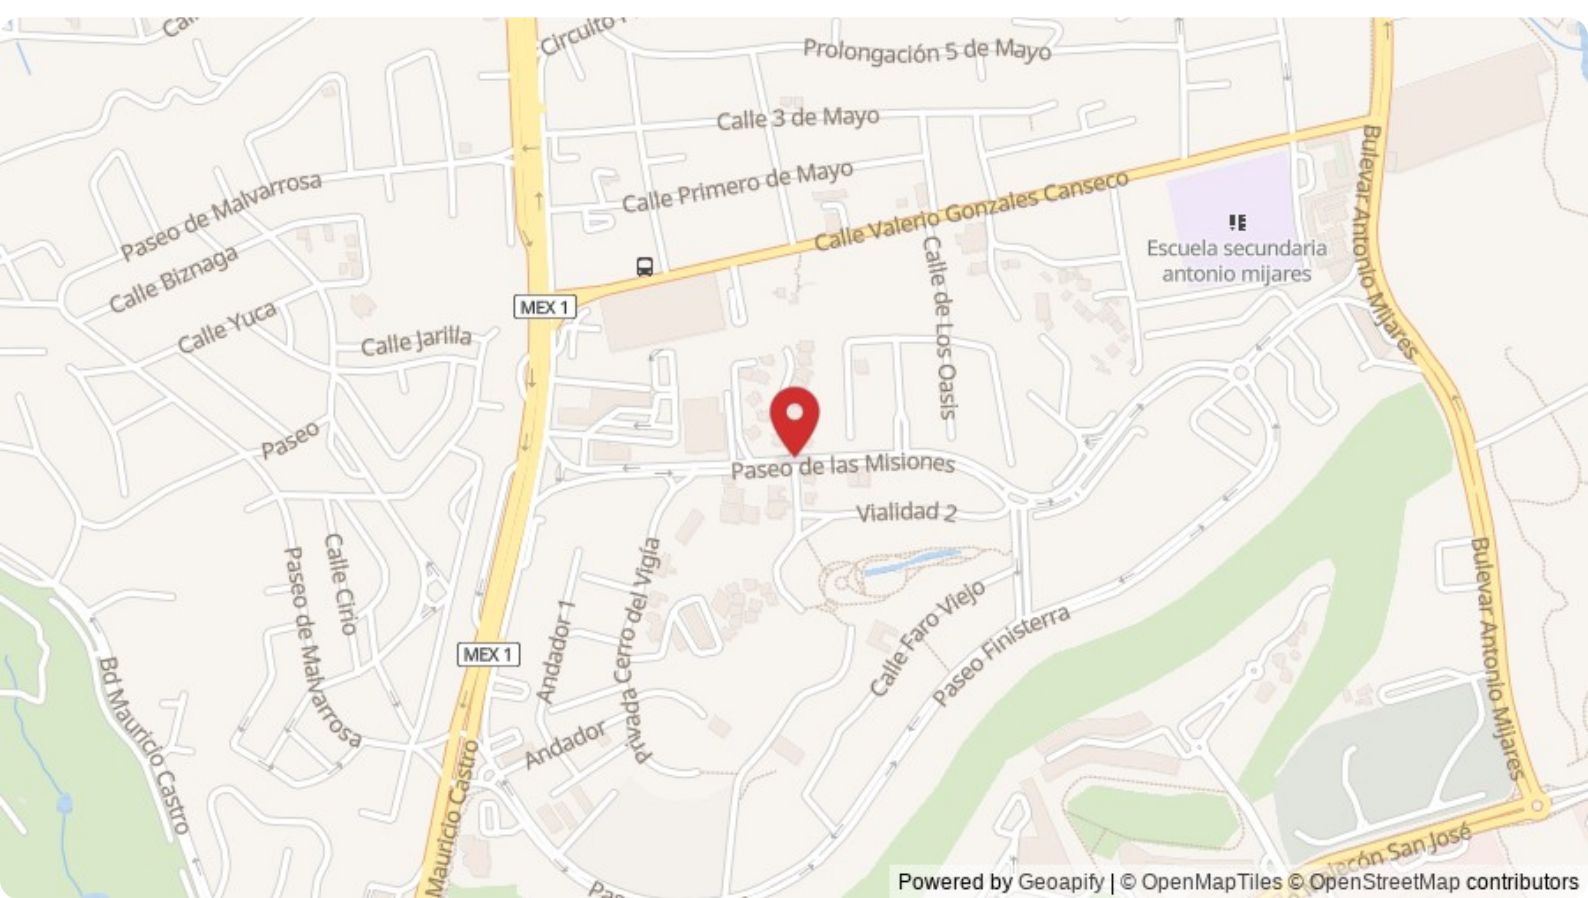 Circuito
Prolongación 5 de Mayo
Calle 3 de Mayo
Calle Primero de Mayo
Paseo de Malvarrosa
Calle Valerio Gonzales Canseco
Bulevar Antonio Mijares
Calle Biznaga
Escuela secundaria
antonio mijares
Calle de Los Oasis
MEX 1
Calle Yuca
Calle Jarilla
Paseo
Paseo de las Misiones
Vialidad 2
Calle Cirio
Paseo de Malvarrosa
Privada Cerro del Vigía
Andador 1
Calle Faro Viejo
Paseo Finisterra
Bulevar Antonio Mijares
MEX 1
Bd Mauricio Castro
Andador
Mauricio Castro
San José
Powered by Geoapify | © OpenMapTiles © OpenStreetMap contributors